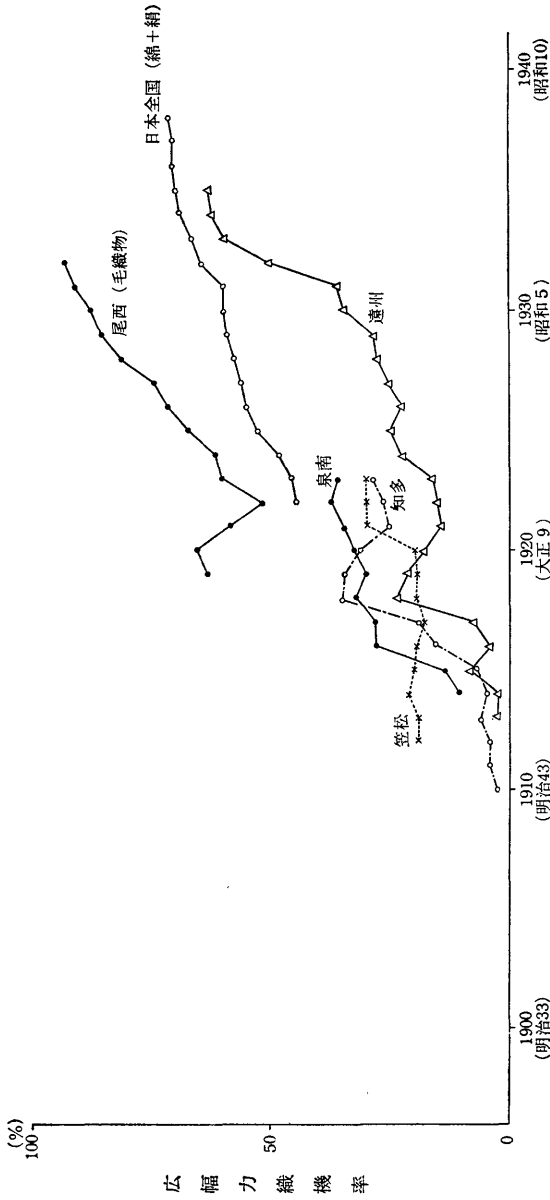 (%)
100
50
0
広幅力織機率
尾西(毛織物)
日本全国(綿+絹)
遠州
泉南
知多
笠松
1900
(明治33)
1910
(明治43)
1920
(大正9)
1930
(昭和5)
1940
(昭和10)